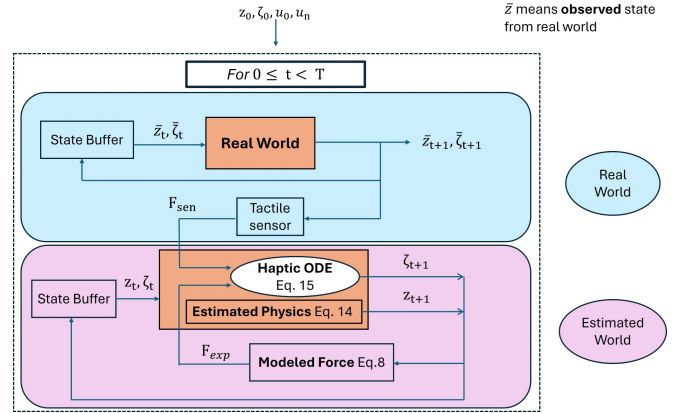 z₀, ζ₀, u₀, uₙ
z̄ means observed state
from real world
For 0 ≤ t < T
State Buffer
z̄ₜ, ζ̄ₜ
Real World
z̄ₜ₊₁, ζ̄ₜ₊₁
Real
World
F_sen
Tactile
sensor
Haptic ODE
Eq. 15
ζₜ₊₁
State Buffer
zₜ, ζₜ
Estimated Physics Eq. 14
zₜ₊₁
Estimated
World
F_exp
Modeled Force Eq.8